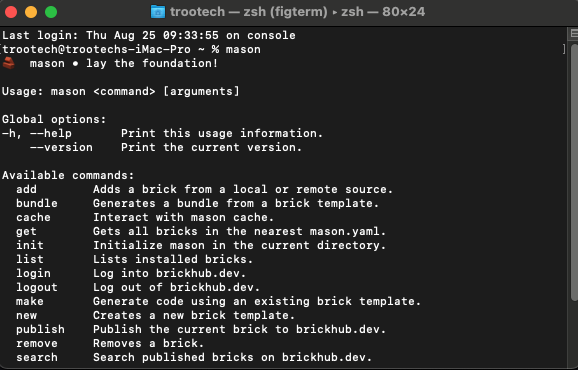 trootech — zsh (figterm) ▸ zsh — 80×24
Last login: Thu Aug 25 09:33:55 on console
[trootech@trootechs-iMac-Pro ~ % mason ]
mason • lay the foundation!
Usage: mason <command> [arguments]
Global options:
-h, --help Print this usage information.
--version Print the current version.
Available commands:
add Adds a brick from a local or remote source.
bundle Generates a bundle from a brick template.
cache Interact with mason cache.
get Gets all bricks in the nearest mason.yaml.
init Initialize mason in the current directory.
list Lists installed bricks.
login Log into brickhub.dev.
logout Log out of brickhub.dev.
make Generate code using an existing brick template.
new Creates a new brick template.
publish Publish the current brick to brickhub.dev.
remove Removes a brick.
search Search published bricks on brickhub.dev.